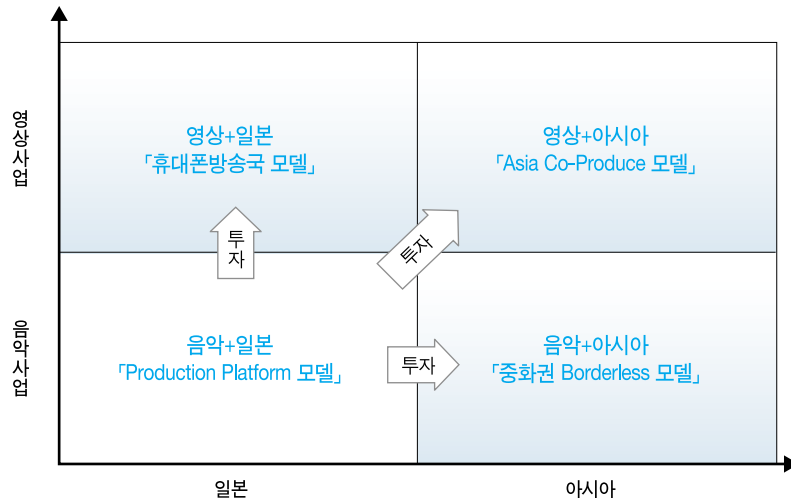 영상사업
영상+일본
「휴대폰방송국 모델」
영상+아시아
「Asia Co-Produce 모델」
투
자
투자
음악사업
음악+일본
「Production Platform 모델」
투자
음악+아시아
「중화권 Borderless 모델」
일본
아시아